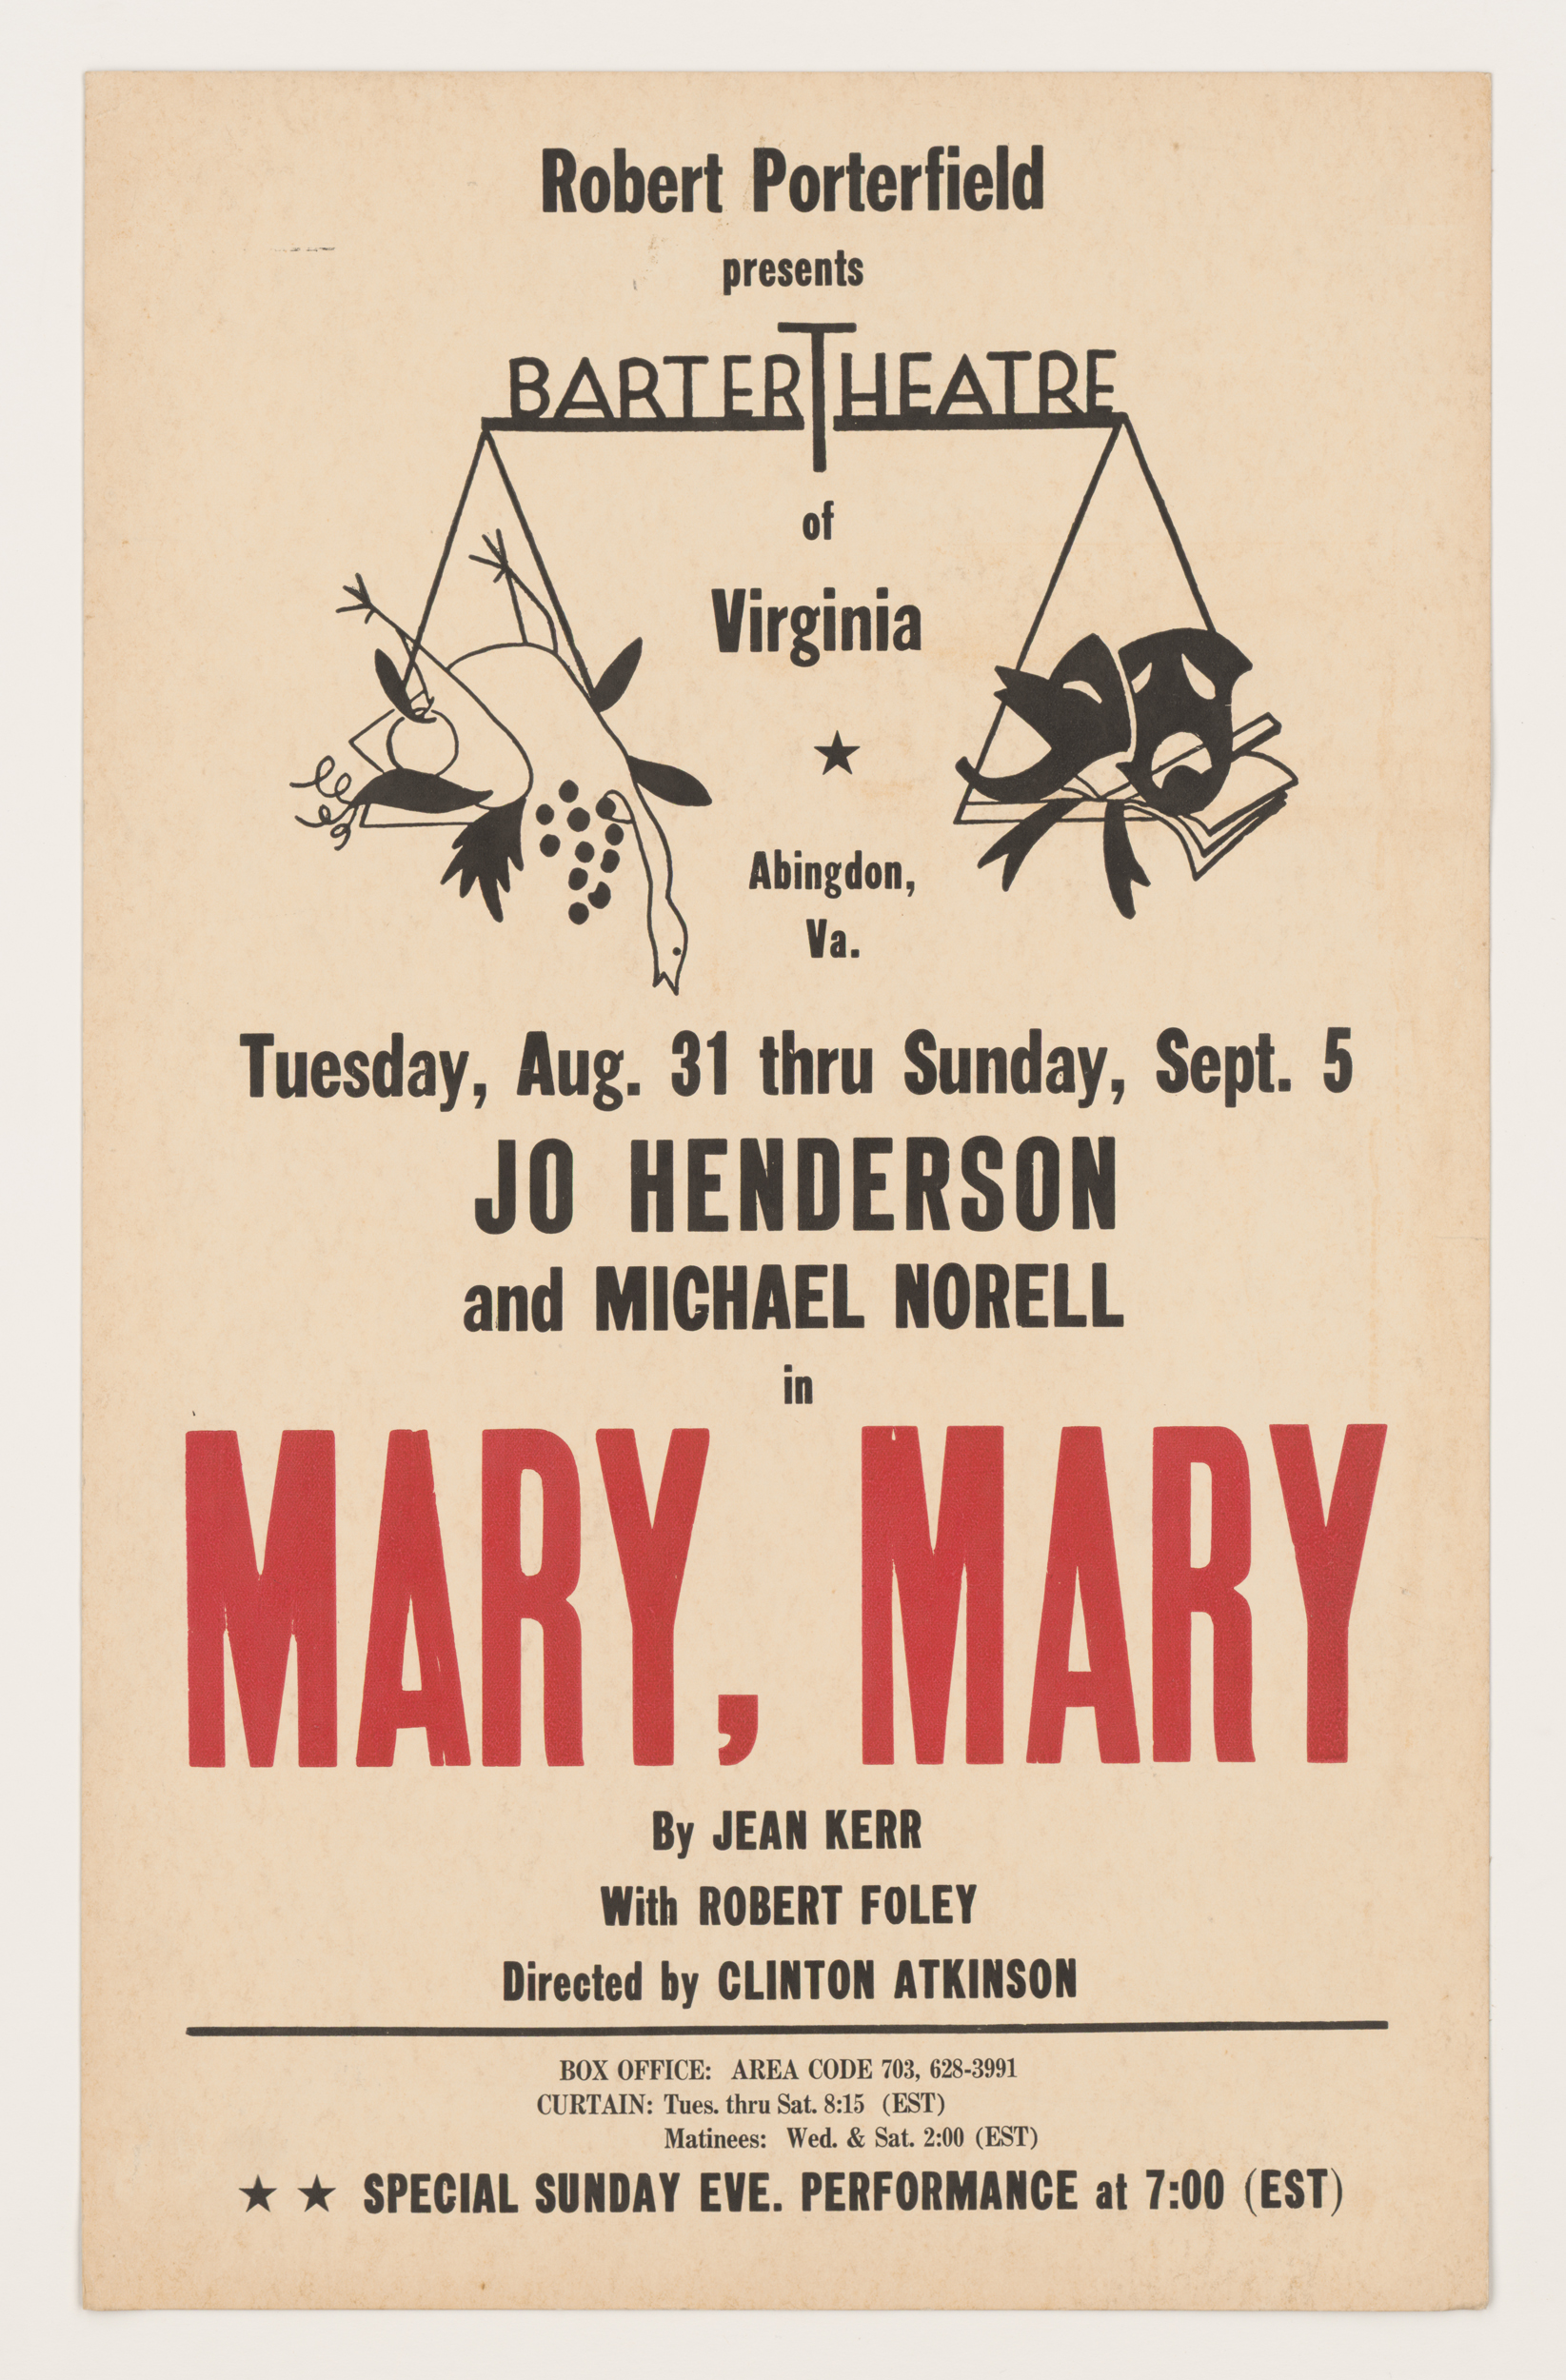 Robert Porterfield
presents
BARTER THEATRE
of
Virginia
Abingdon,
Va.
Tuesday, Aug. 31 thru Sunday, Sept. 5
JO HENDERSON
and MICHAEL NORELL
in
MARY, MARY
By JEAN KERR
With ROBERT FOLEY
Directed by CLINTON ATKINSON
BOX OFFICE: AREA CODE 703, 628-3991
CURTAIN: Tues. thru Sat. 8:15 (EST)
Matinees: Wed. & Sat. 2:00 (EST)
★ ★ SPECIAL SUNDAY EVE. PERFORMANCE at 7:00 (EST)